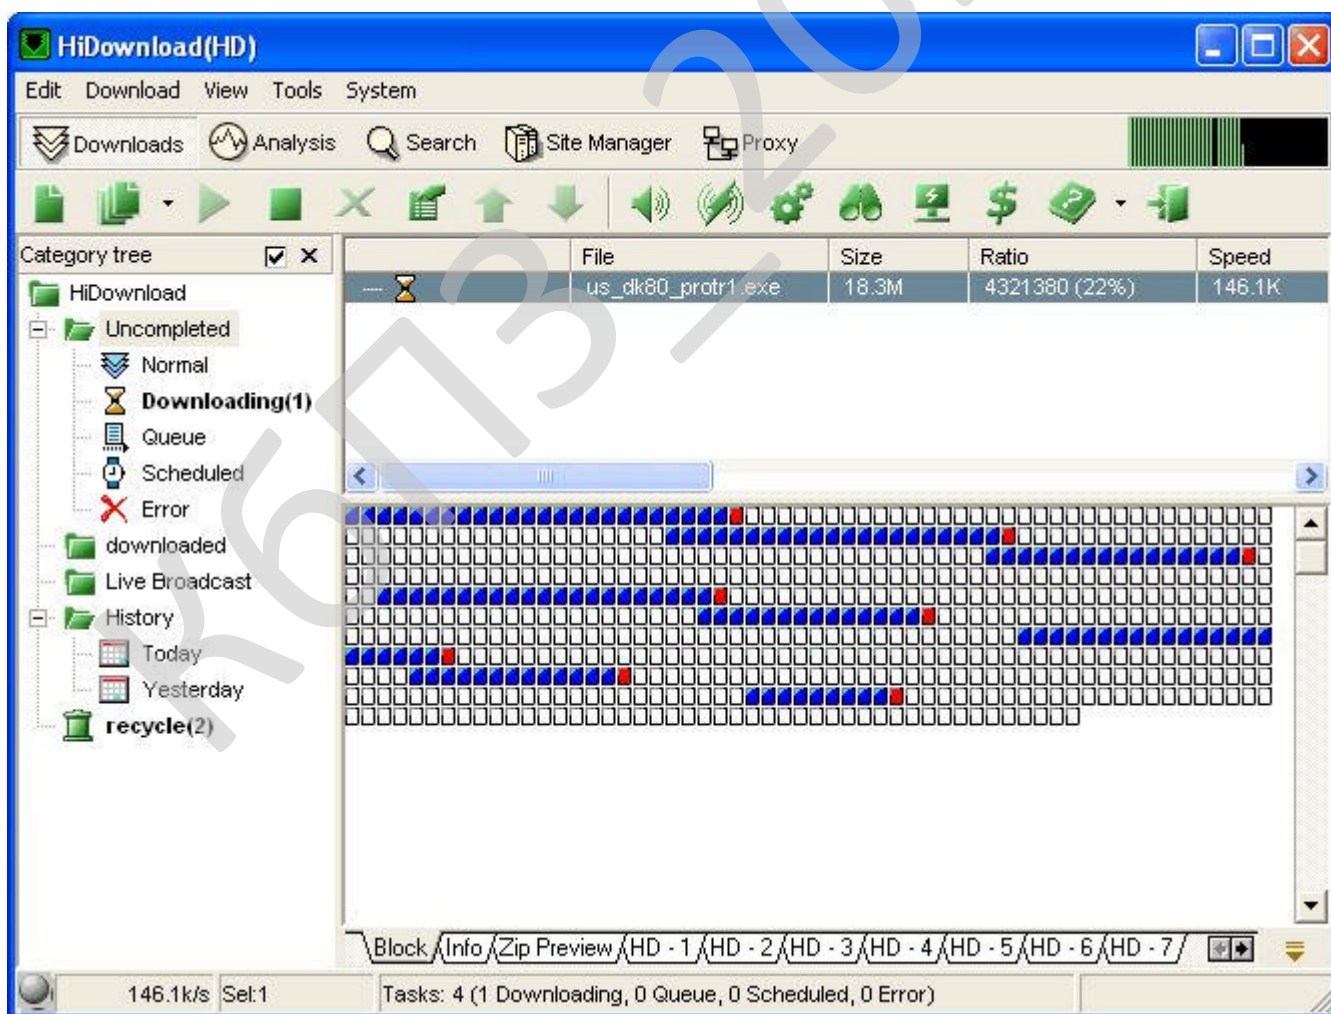 HiDownload(HD)
Edit Download View Tools System
Downloads Analysis Search Site Manager Proxy
Category tree
File Size Ratio Speed
HiDownload
us_dk80_protr1.exe 18.3M 4321380 (22%) 146.1K
Uncompleted
Normal
Downloading(1)
Queue
Scheduled
Error
downloaded
Live Broadcast
History
Today
Yesterday
recycle(2)
Block Info Zip Preview HD - 1 HD - 2 HD - 3 HD - 4 HD - 5 HD - 6 HD - 7
146.1k/s Sel:1 Tasks: 4 (1 Downloading, 0 Queue, 0 Scheduled, 0 Error)